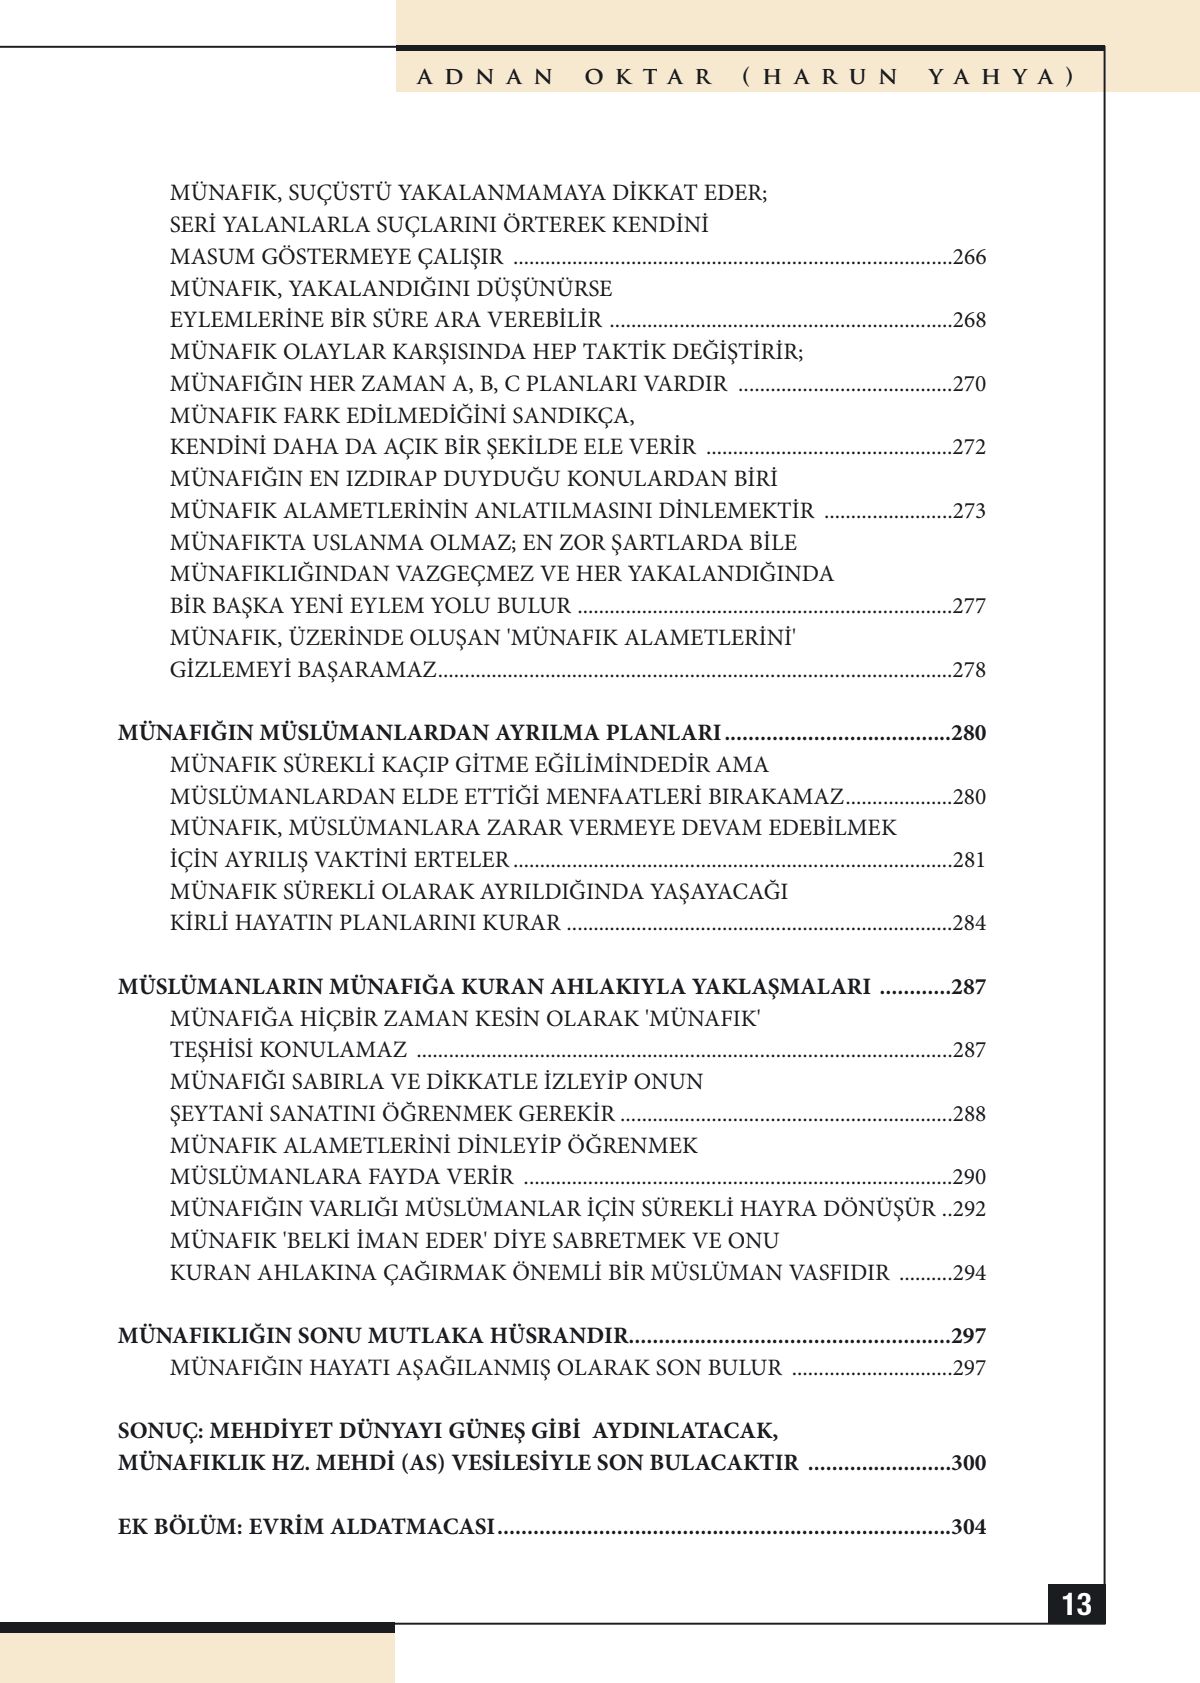 ADNAN OKTAR (HARUN YAHYA)
MÜNAFIK, SUÇÜSTÜ YAKALANMAMAYA DİKKAT EDER;
SERİ YALANLARLA SUÇLARINI ÖRTEREK KENDİNİ
MASUM GÖSTERMEYE ÇALIŞIR ..................................................................................266
MÜNAFIK, YAKALANDIĞINI DÜŞÜNÜRSE
EYLEMLERİNE BİR SÜRE ARA VEREBİLİR ................................................................268
MÜNAFIK OLAYLAR KARŞISINDA HEP TAKTİK DEĞİŞTİRİR;
MÜNAFIĞIN HER ZAMAN A, B, C PLANLARI VARDIR ........................................270
MÜNAFIK FARK EDİLMEDİĞİNİ SANDIKÇA,
KENDİNİ DAHA DA AÇIK BİR ŞEKİLDE ELE VERİR ..............................................272
MÜNAFIĞIN EN IZDIRAP DUYDUĞU KONULARDAN BİRİ
MÜNAFIK ALAMETLERİNİN ANLATILMASINI DİNLEMEKTİR ........................273
MÜNAFIKTA USLANMA OLMAZ; EN ZOR ŞARTLARDA BİLE
MÜNAFIKLIĞINDAN VAZGEÇMEZ VE HER YAKALANDIĞINDA
BİR BAŞKA YENİ EYLEM YOLU BULUR ......................................................................277
MÜNAFIK, ÜZERİNDE OLUŞAN 'MÜNAFIK ALAMETLERİNİ'
GİZLEMEYİ BAŞARAMAZ................................................................................................278
MÜNAFIĞIN MÜSLÜMANLARDAN AYRILMA PLANLARI......................................280
MÜNAFIK SÜREKLİ KAÇIP GİTME EĞİLİMİNDEDİR AMA
MÜSLÜMANLARDAN ELDE ETTİĞİ MENFAATLERİ BIRAKAMAZ....................280
MÜNAFIK, MÜSLÜMANLARA ZARAR VERMEYE DEVAM EDEBİLMEK
İÇİN AYRILIŞ VAKTİNİ ERTELER..................................................................................281
MÜNAFIK SÜREKLİ OLARAK AYRILDIĞINDA YAŞAYACAĞI
KİRLİ HAYATIN PLANLARINI KURAR ........................................................................284
MÜSLÜMANLARIN MÜNAFIĞA KURAN AHLAKIYLA YAKLAŞMALARI ............287
MÜNAFIĞA HİÇBİR ZAMAN KESİN OLARAK 'MÜNAFIK'
TEŞHİSİ KONULAMAZ ....................................................................................................287
MÜNAFIĞI SABIRLA VE DİKKATLE İZLEYİP ONUN
ŞEYTANİ SANATINI ÖĞRENMEK GEREKİR ..............................................................288
MÜNAFIK ALAMETLERİNİ DİNLEYİP ÖĞRENMEK
MÜSLÜMANLARA FAYDA VERİR ................................................................................290
MÜNAFIĞIN VARLIĞI MÜSLÜMANLAR İÇİN SÜREKLİ HAYRA DÖNÜŞÜR ..292
MÜNAFIK 'BELKİ İMAN EDER' DİYE SABRETMEK VE ONU
KURAN AHLAKINA ÇAĞIRMAK ÖNEMLİ BİR MÜSLÜMAN VASFIDIR ..........294
MÜNAFIKLIĞIN SONU MUTLAKA HÜSRANDIR......................................................297
MÜNAFIĞIN HAYATI AŞAĞILANMIŞ OLARAK SON BULUR ..............................297
SONUÇ: MEHDİYET DÜNYAYI GÜNEŞ GİBİ AYDINLATACAK,
MÜNAFIKLIK HZ. MEHDİ (AS) VESİLESİYLE SON BULACAKTIR ........................300
EK BÖLÜM: EVRİM ALDATMACASI............................................................................304
13